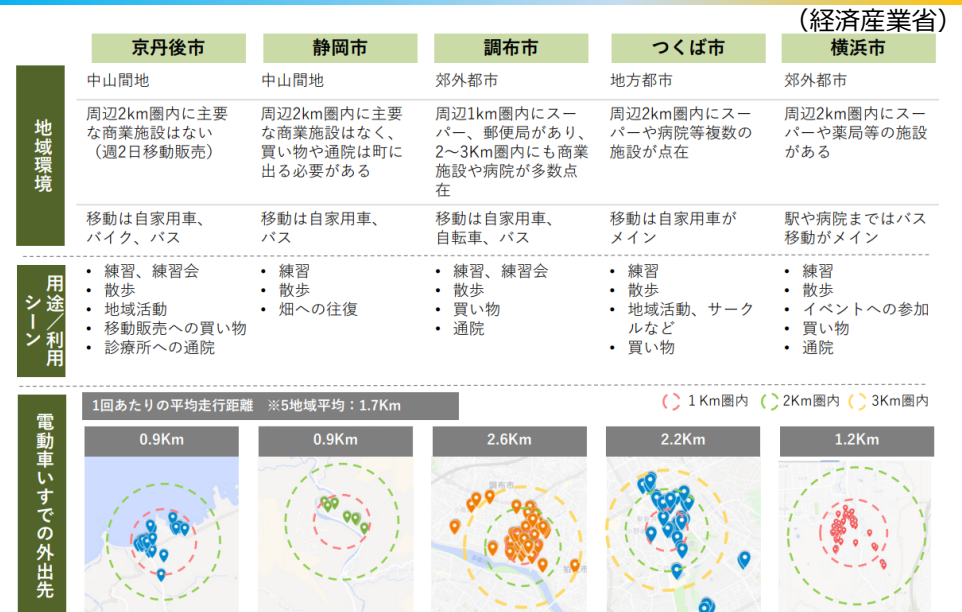 （経済産業省）
京丹後市
静岡市
調布市
つくば市
横浜市
地域環境
中山間地
中山間地
郊外都市
地方都市
郊外都市
周辺2km圏内に主要
な商業施設はない
（週2日移動販売）
周辺2km圏内に主要
な商業施設はなく、
買い物や通院は町に
出る必要がある
周辺1km圏内にスー
パー、郵便局があり、
2～3Km圏内にも商業
施設や病院が多数点
在
周辺2km圏内にスー
パーや病院等複数の
施設が点在
周辺2km圏内にスー
パーや薬局等の施設
がある
移動は自家用車、
バイク、バス
移動は自家用車、
バス
移動は自家用車、
自転車、バス
移動は自家用車が
メイン
駅や病院まではバス
移動がメイン
用途／利用
シーン
• 練習、練習会
• 散歩
• 地域活動
• 移動販売への買い物
• 診療所への通院
• 練習
• 散歩
• 畑への往復
• 練習、練習会
• 散歩
• 買い物
• 通院
• 練習
• 散歩
• 地域活動、サーク
ルなど
• 買い物
• 練習
• 散歩
• イベントへの参加
• 買い物
• 通院
電動車いすでの外出先
1回あたりの平均走行距離　※5地域平均：1.7Km
1Km圏内
2Km圏内
3Km圏内
0.9Km
0.9Km
2.6Km
2.2Km
1.2Km
調布市